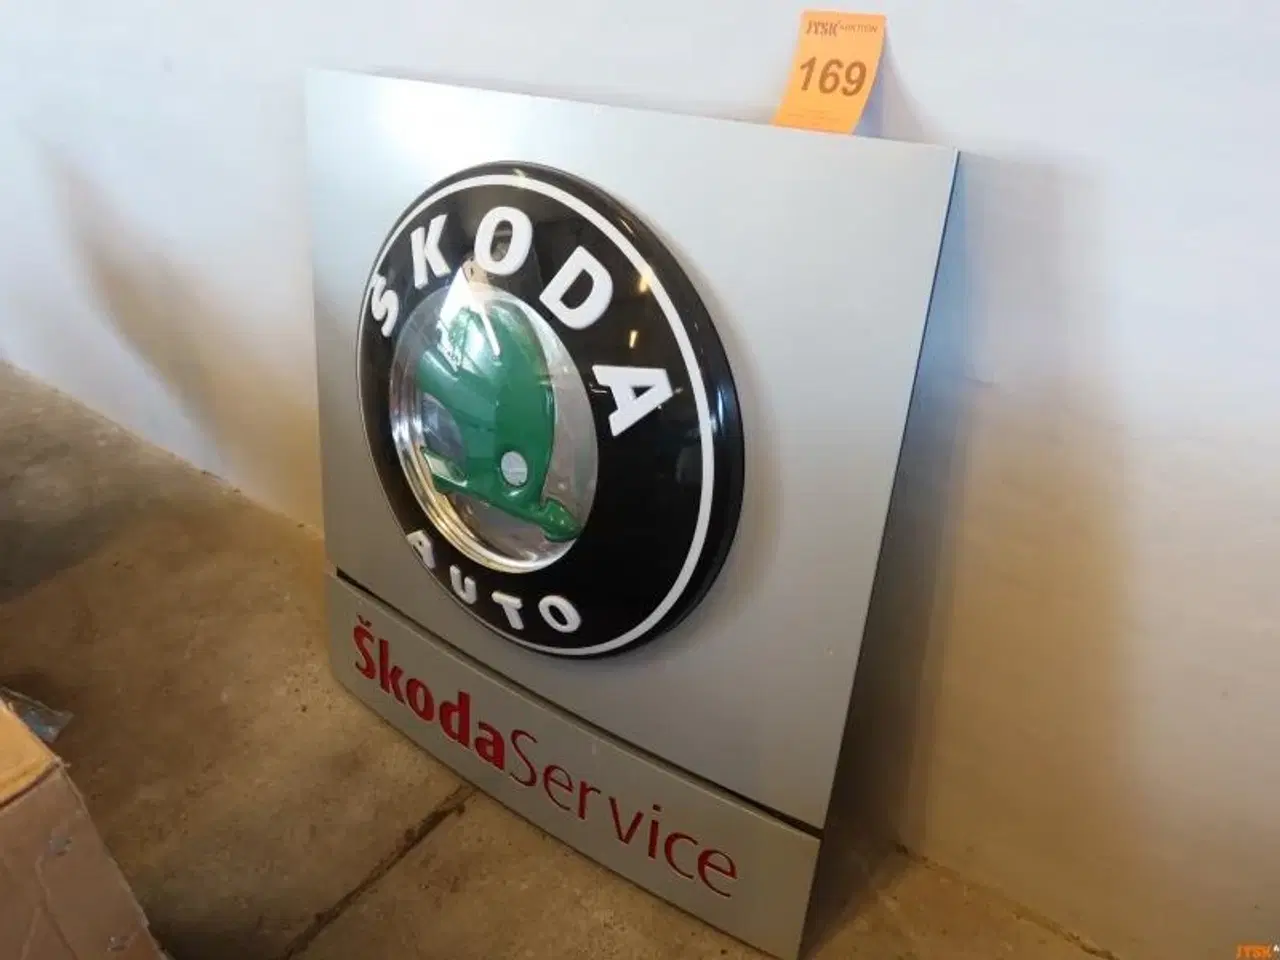 JYSK AUKTION
169
ŠKODA
AUTO
ŠkodaService
JYSK